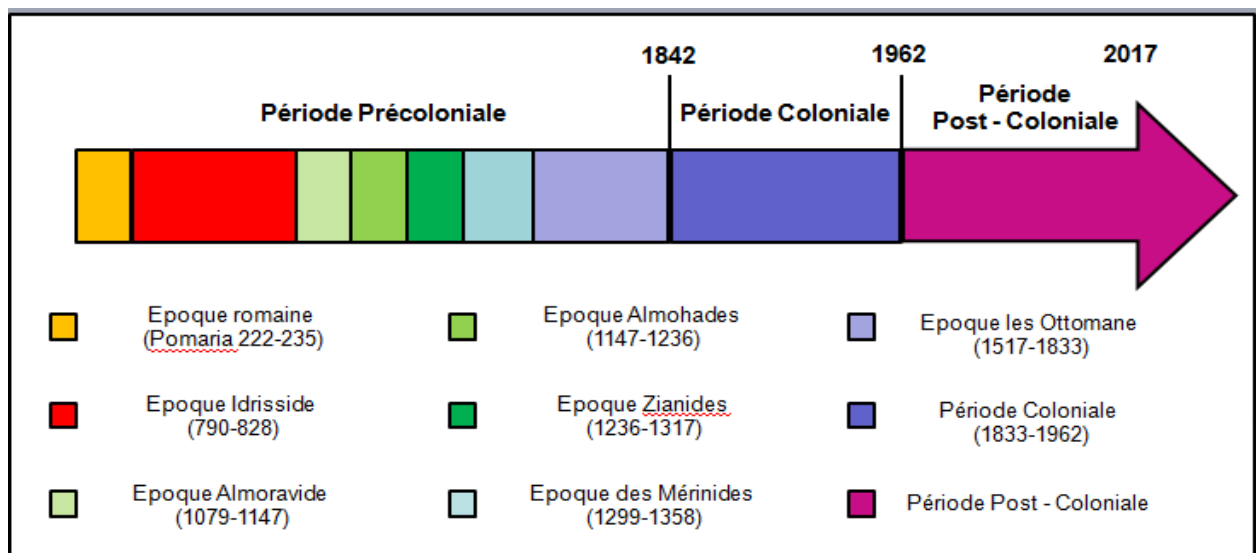 1842
1962
2017
Période Précoloniale
Période Coloniale
Période
Post - Coloniale
Epoque romaine
(Pomaria 222-235)
Epoque Almohades
(1147-1236)
Epoque les Ottomane
(1517-1833)
Epoque Idrisside
(790-828)
Epoque Zianides
(1236-1317)
Période Coloniale
(1833-1962)
Epoque Almoravide
(1079-1147)
Epoque des Mérinides
(1299-1358)
Période Post - Coloniale